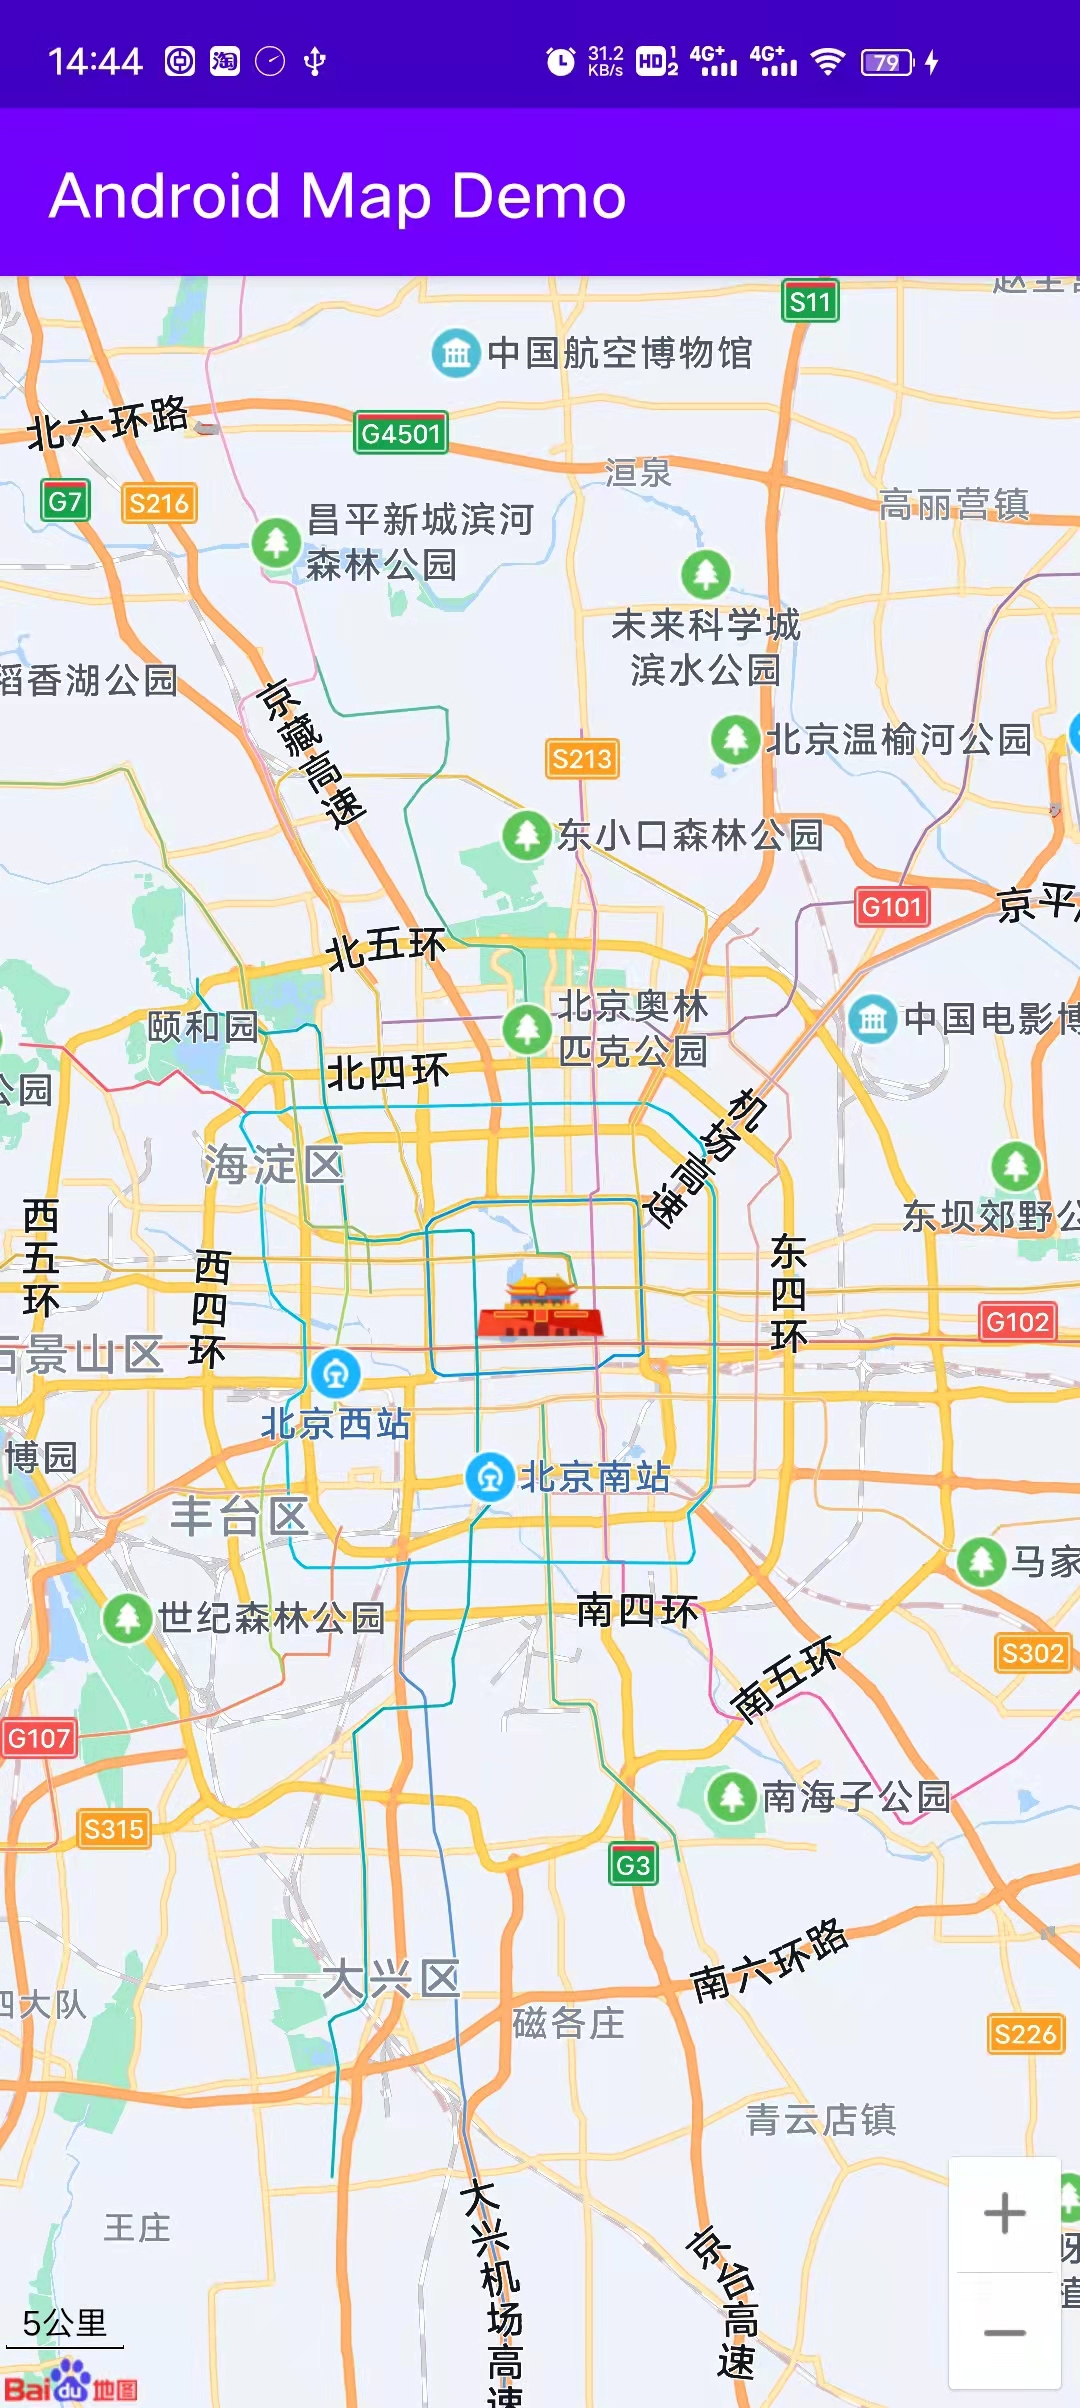 14:44
淘
31.2
KB/s
HD 1 2
4G+
4G+
79
Android Map Demo
S11
中国航空博物馆
北六环路
G4501
洄泉
G7
S216
高丽营镇
昌平新城滨河
森林公园
未来科学城
滨水公园
稻香湖公园
京藏高速
北京温榆河公园
S213
东小口森林公园
G101
京平
北五环
北京奥林
匹克公园
颐和园
中国电影博
北四环
公园
机场高速
海淀区
西五环
西四环
东四环
东坝郊野公
G102
石景山区
北京西站
博园
北京南站
丰台区
马家
世纪森林公园
南四环
S302
南五环
G107
南海子公园
S315
G3
南六环路
大兴区
四大队
磁各庄
S226
青云店镇
王庄
大兴机场高速
京台高速
5公里
Bai du 地图